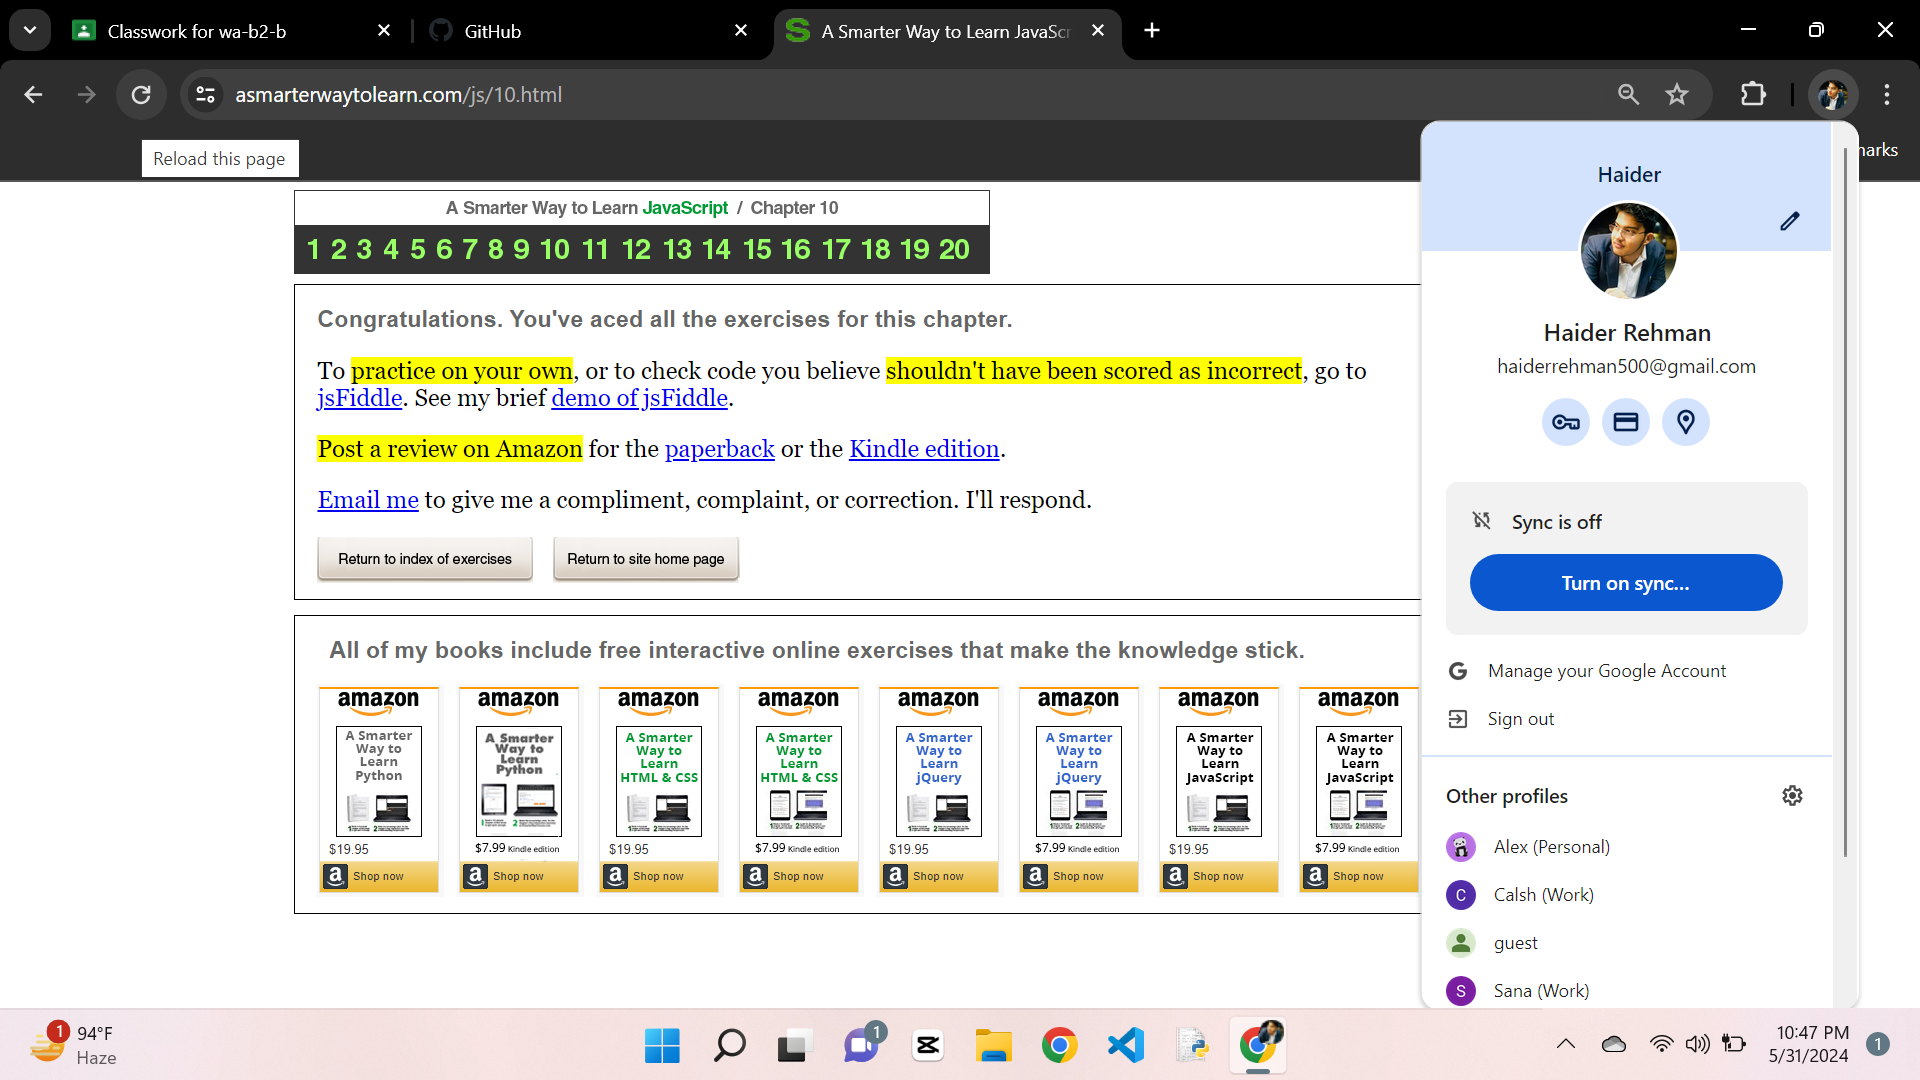 Classwork for wa-b2-b
GitHub
A Smarter Way to Learn JavaScr
asmarterwaytolearn.com/js/10.html
Reload this page
marks
A Smarter Way to Learn JavaScript / Chapter 10
1 2 3 4 5 6 7 8 9 10 11 12 13 14 15 16 17 18 19 20
Congratulations. You've aced all the exercises for this chapter.
To practice on your own, or to check code you believe shouldn't have been scored as incorrect, go to
jsFiddle. See my brief demo of jsFiddle.
Post a review on Amazon for the paperback or the Kindle edition.
Email me to give me a compliment, complaint, or correction. I'll respond.
Return to index of exercises
Return to site home page
All of my books include free interactive online exercises that make the knowledge stick.
amazon
A Smarter
Way to
Learn
Python
$19.95
a Shop now
amazon
A Smarter
Way to
Learn
Python
$7.99 Kindle edition
a Shop now
amazon
A Smarter
Way to
Learn
HTML & CSS
$19.95
a Shop now
amazon
A Smarter
Way to
Learn
HTML & CSS
$7.99 Kindle edition
a Shop now
amazon
A Smarter
Way to
Learn
jQuery
$19.95
a Shop now
amazon
A Smarter
Way to
Learn
jQuery
$7.99 Kindle edition
a Shop now
amazon
A Smarter
Way to
Learn
JavaScript
$19.95
a Shop now
amazon
A Smarter
Way to
Learn
JavaScript
$7.99 Kindle edition
a Shop now
Haider
Haider Rehman
haiderrehman500@gmail.com
Sync is off
Turn on sync...
G Manage your Google Account
Sign out
Other profiles
Alex (Personal)
C Calsh (Work)
guest
S Sana (Work)
1
94°F
Haze
1
10:47 PM
5/31/2024
1